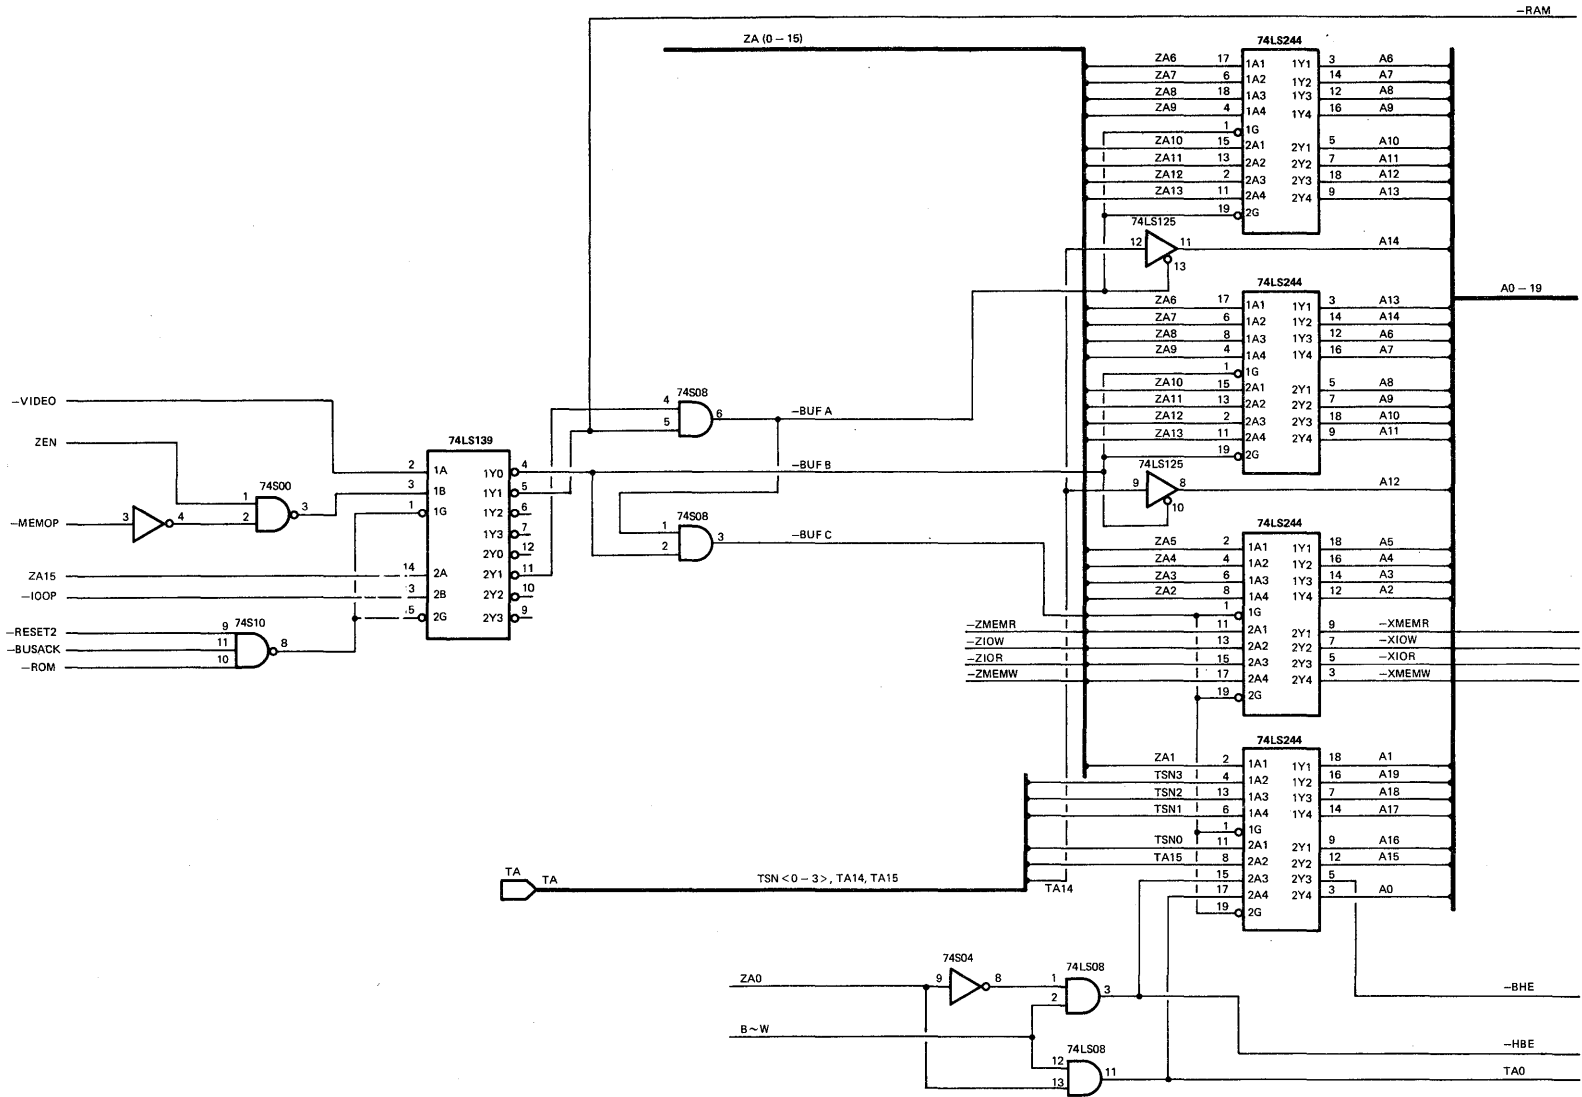 –RAM
ZA (0 – 15)
74LS244
ZA6 17 1A1 1Y1 3 A6
ZA7 6 1A2 1Y2 14 A7
ZA8 18 1A3 1Y3 12 A8
ZA9 4 1A4 1Y4 16 A9
1 1G
ZA10 15 2A1 2Y1 5 A10
ZA11 13 2A2 2Y2 7 A11
ZA12 2 2A3 2Y3 18 A12
ZA13 11 2A4 2Y4 9 A13
19 2G
74LS125
12 11 A14
13
74LS244
A0 – 19
ZA6 17 1A1 1Y1 3 A13
ZA7 6 1A2 1Y2 14 A14
ZA8 8 1A3 1Y3 12 A6
ZA9 4 1A4 1Y4 16 A7
1 1G
ZA10 15 2A1 2Y1 5 A8
ZA11 13 2A2 2Y2 7 A9
ZA12 2 2A3 2Y3 18 A10
ZA13 11 2A4 2Y4 9 A11
19 2G
74LS125
9 8 A12
10
–VIDEO
ZEN
–MEMOP 3 4
74S00
1 2 3
ZA15
–IOOP
–RESET2 9
–BUSACK 11
–ROM 10
74S10
8
74LS139
2 1A 1Y0 4
3 1B 1Y1 5
1 1G 1Y2 6
1Y3 7
2Y0 12
14 2A 2Y1 11
3 2B 2Y2 10
5 2G 2Y3 9
74S08
4 5 6 –BUF A
–BUF B
74S08
1 2 3 –BUF C
74LS244
ZA5 2 1A1 1Y1 18 A5
ZA4 4 1A2 1Y2 16 A4
ZA3 6 1A3 1Y3 14 A3
ZA2 8 1A4 1Y4 12 A2
1 1G
–ZMEMR 11 2A1 2Y1 9 –XMEMR
–ZIOW 13 2A2 2Y2 7 –XIOW
–ZIOR 15 2A3 2Y3 5 –XIOR
–ZMEMW 17 2A4 2Y4 3 –XMEMW
19 2G
74LS244
ZA1 2 1A1 1Y1 18 A1
TSN3 4 1A2 1Y2 16 A19
TSN2 13 1A3 1Y3 7 A18
TSN1 6 1A4 1Y4 14 A17
1 1G
TSN0 11 2A1 2Y1 9 A16
TA15 8 2A2 2Y2 12 A15
15 2A3 2Y3 5
17 2A4 2Y4 3 A0
19 2G
TA TA TSN<0 – 3>, TA14, TA15 TA14
ZA0
74S04
9 8
74LS08
1 2 3
–BHE
B~W
–HBE
74LS08
12 13 11
TA0